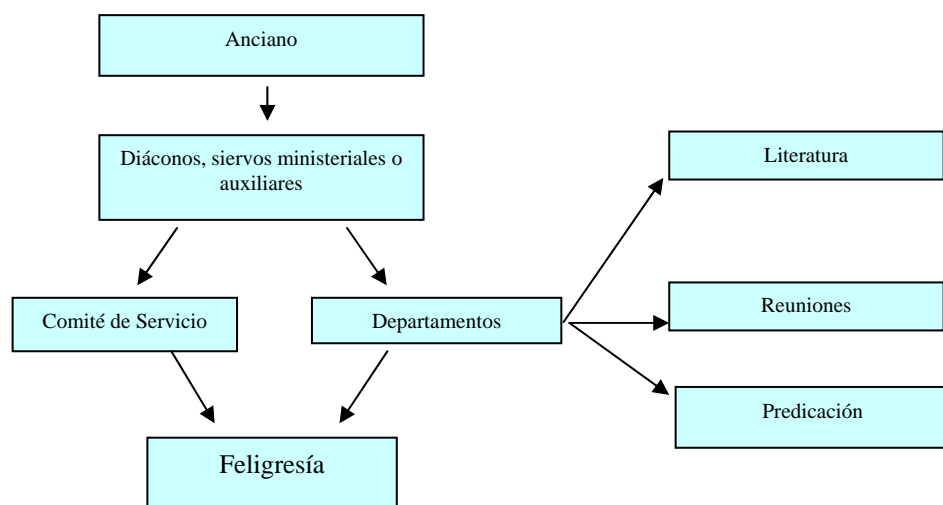 Anciano
Diáconos, siervos ministeriales o
auxiliares
Literatura
Comité de Servicio
Departamentos
Reuniones
Predicación
Feligresía